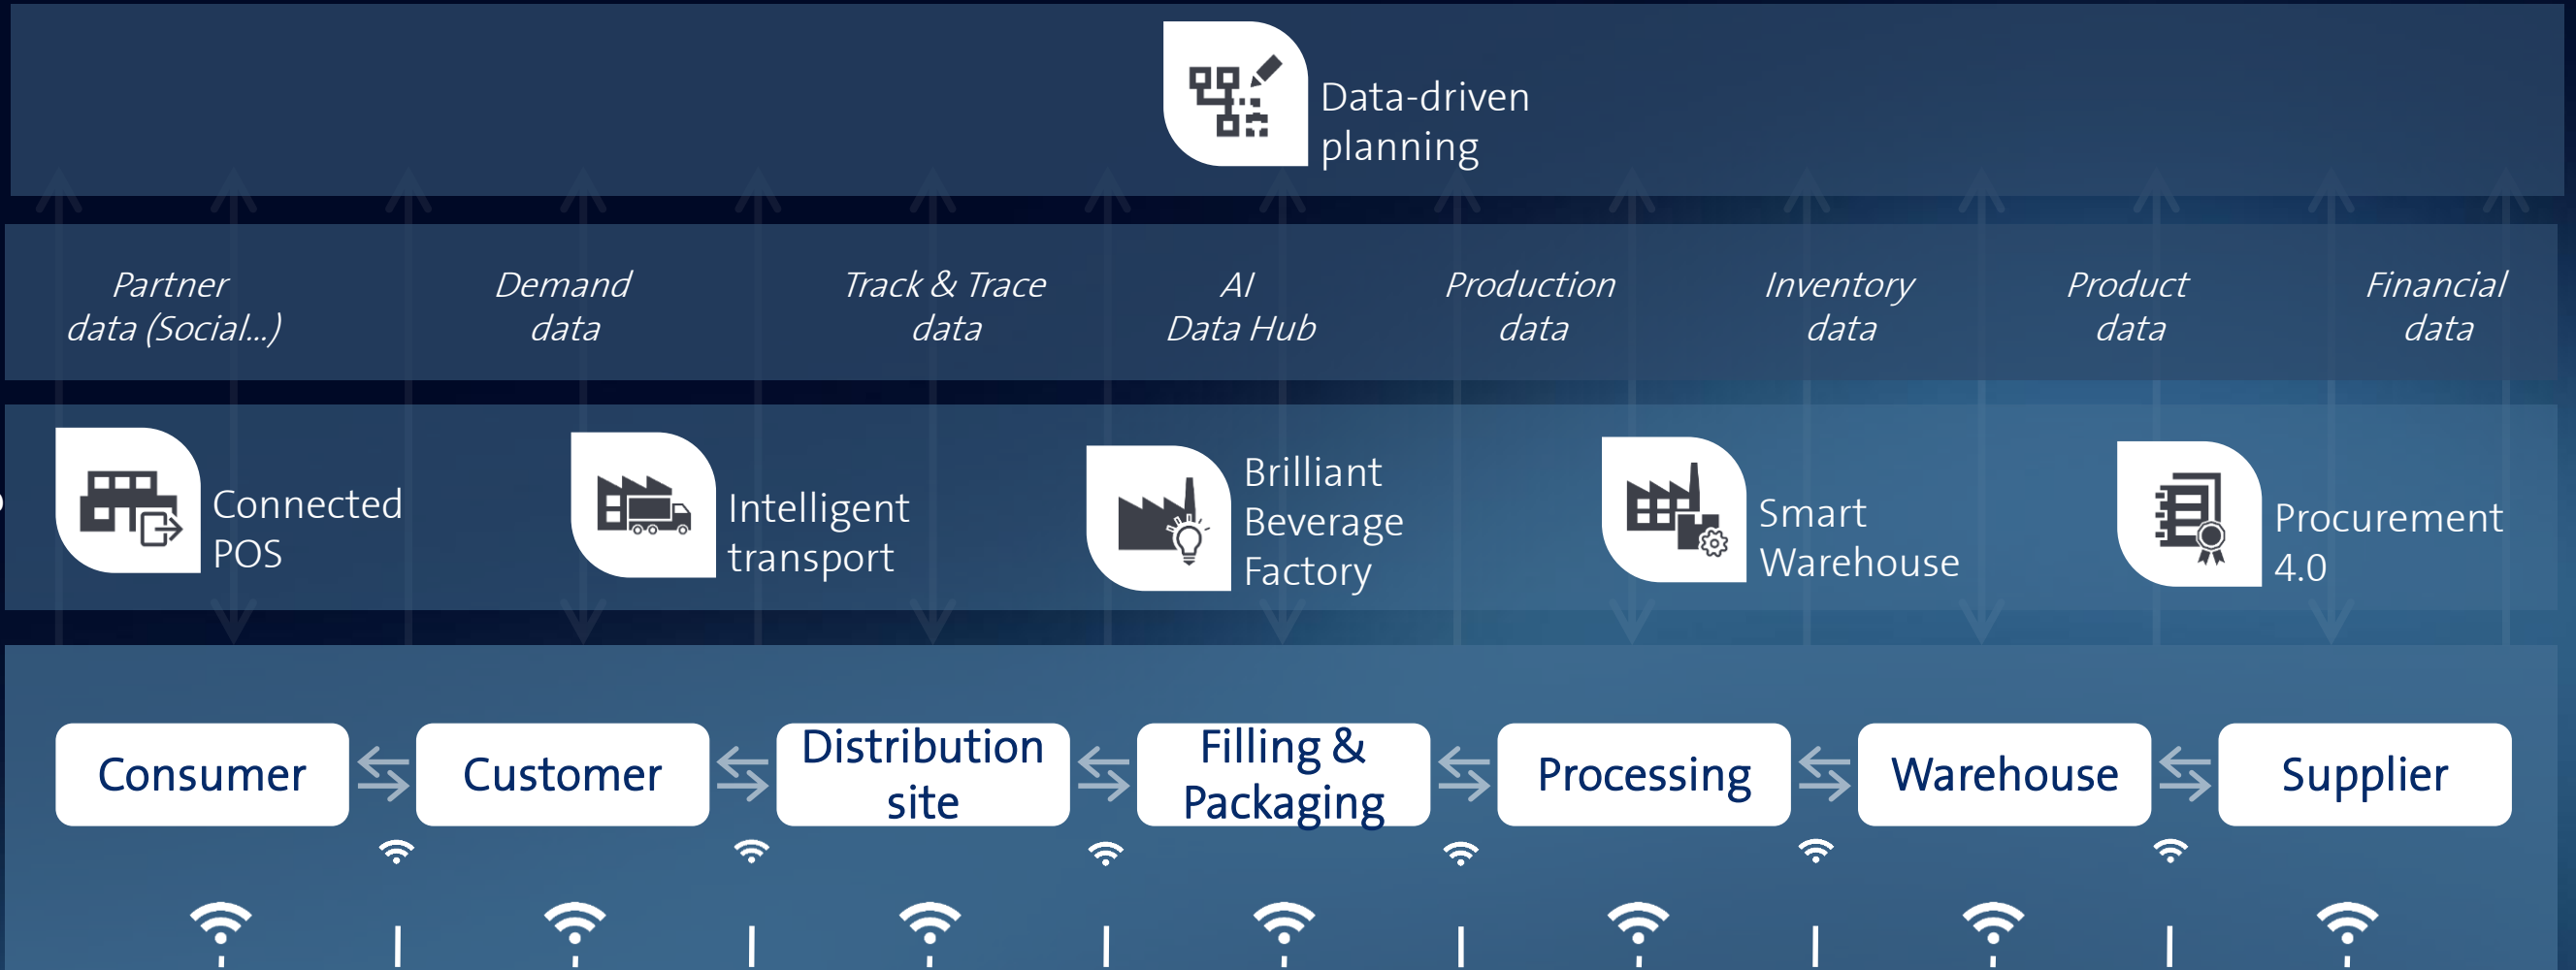 Data-driven
planning
Partner
data (Social...)
Demand
data
Track & Trace
data
AI
Data Hub
Production
data
Inventory
data
Product
data
Financial
data
Connected
POS
Intelligent
transport
Brilliant
Beverage
Factory
Smart
Warehouse
Procurement
4.0
Consumer
Customer
Distribution
site
Filling &
Packaging
Processing
Warehouse
Supplier